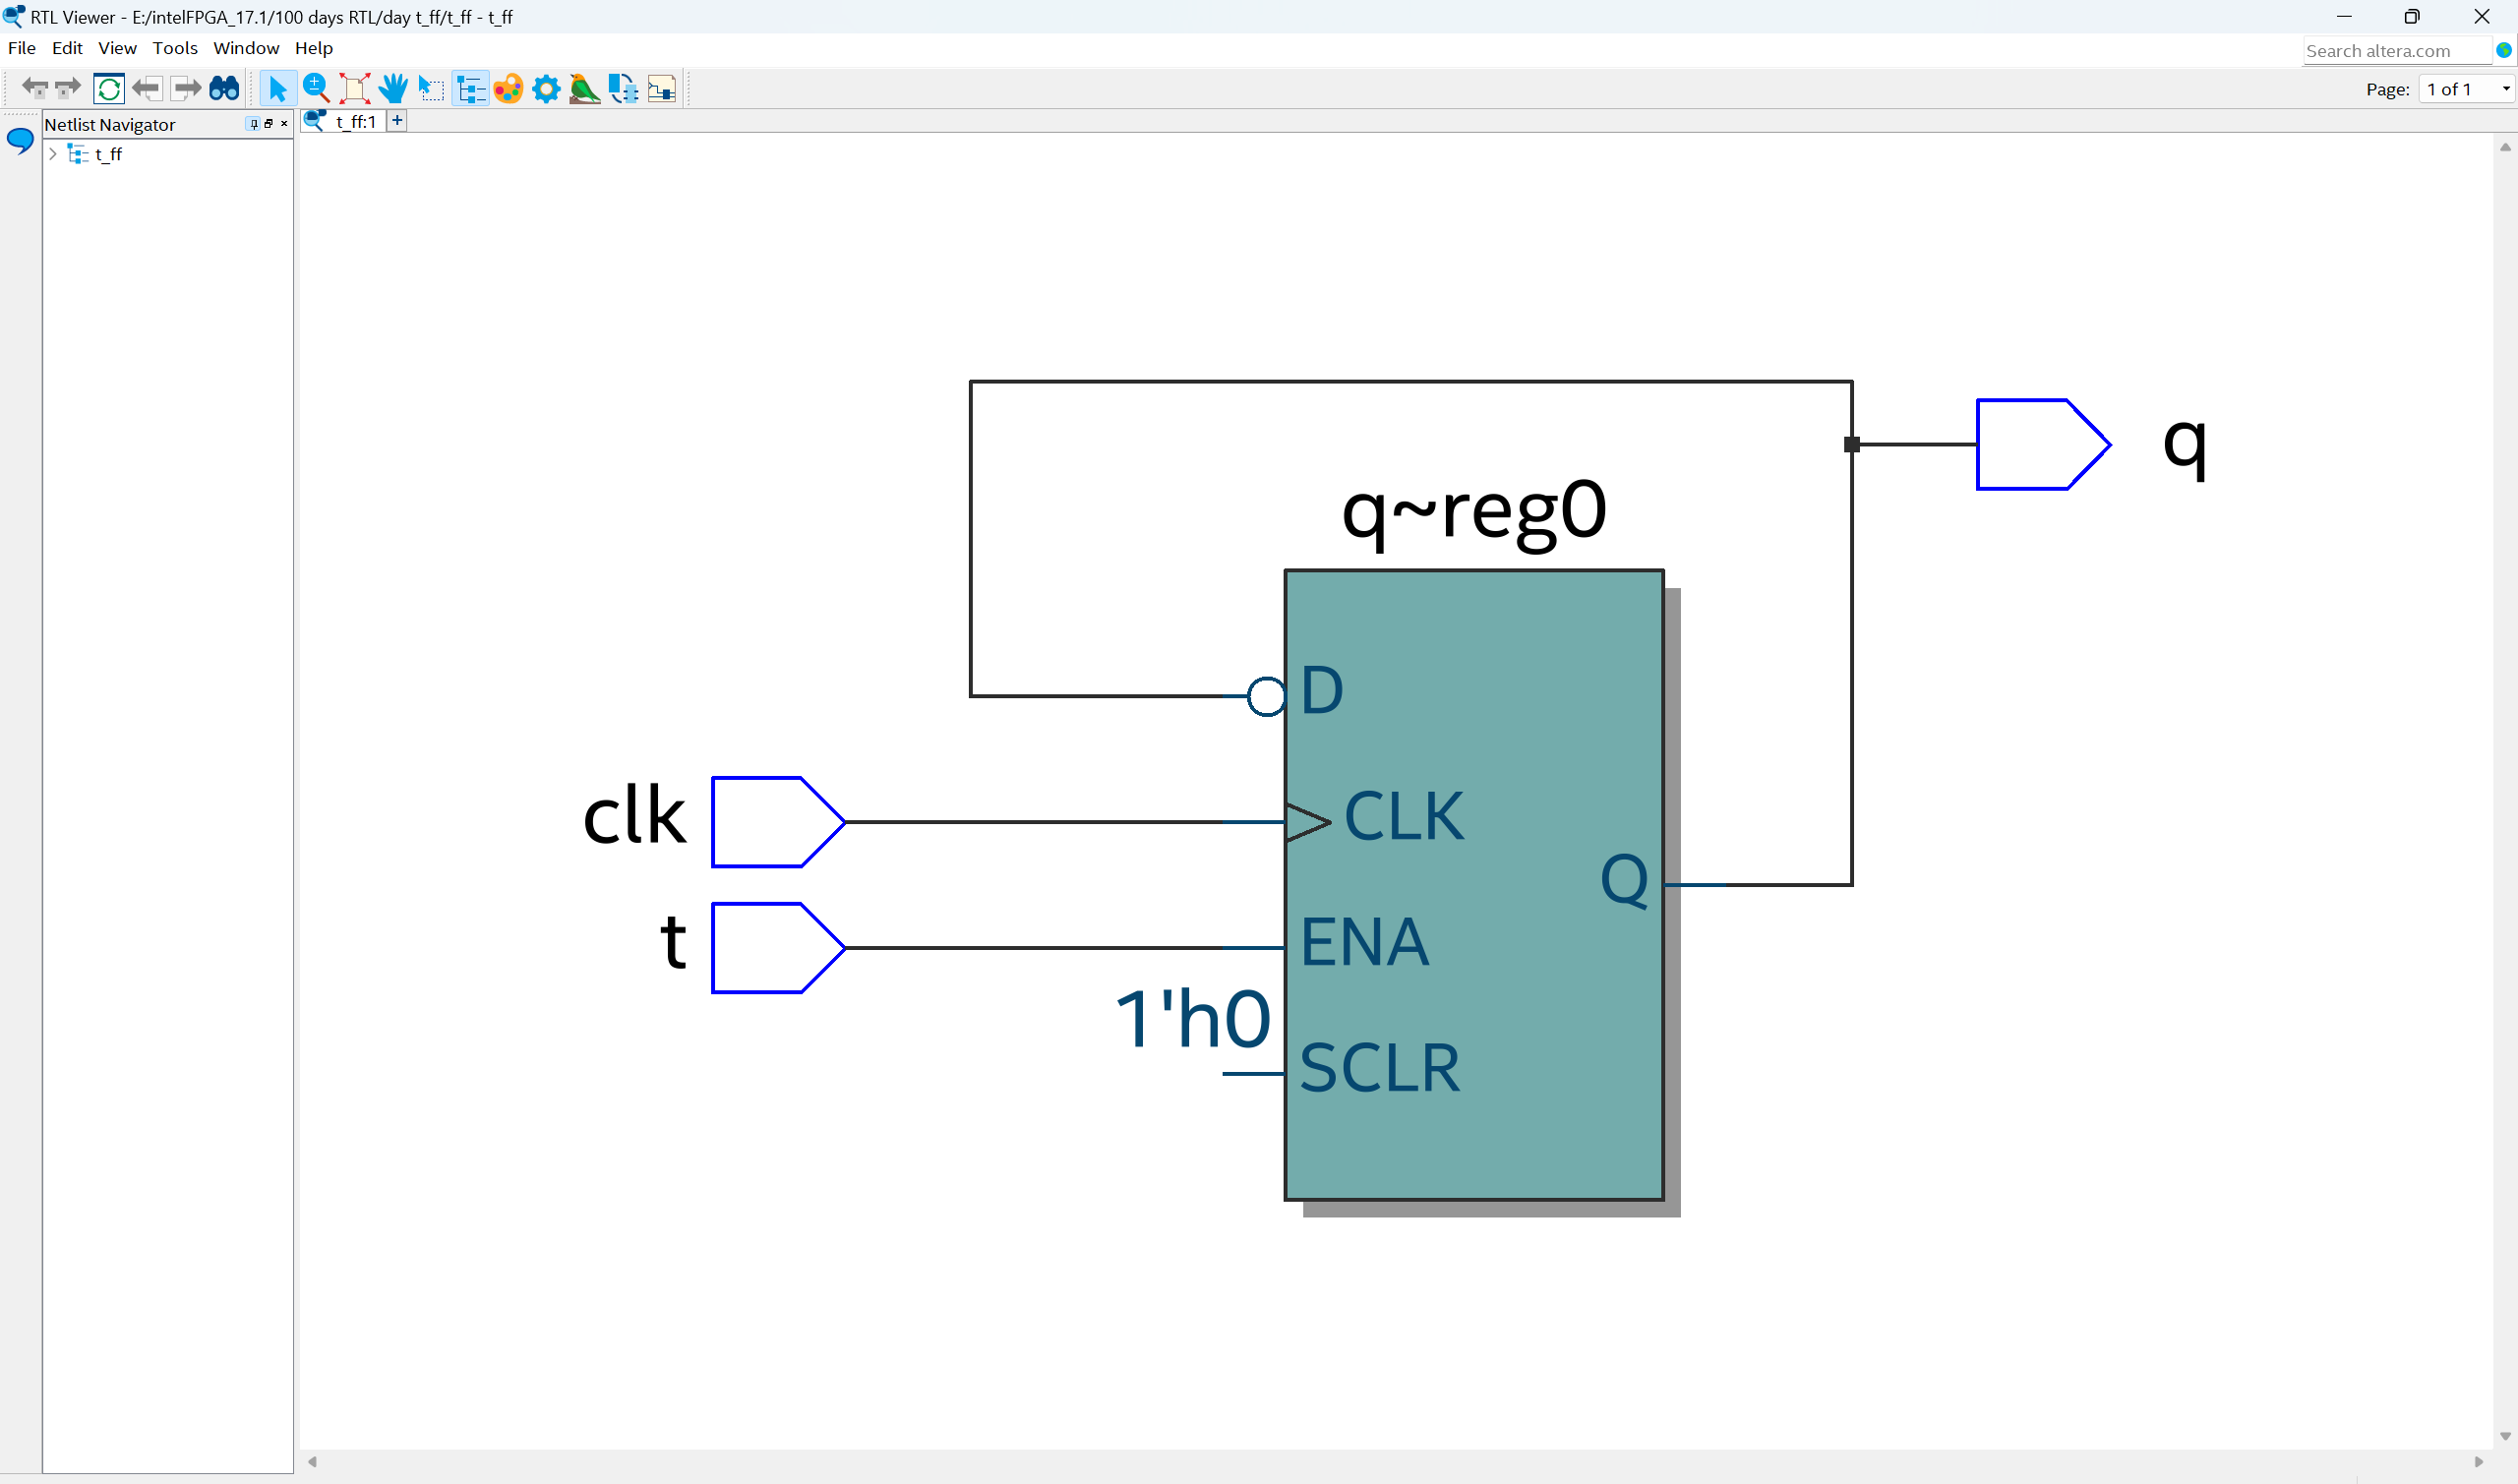 RTL Viewer - E:/intelFPGA_17.1/100 days RTL/day t_ff/t_ff - t_ff
File Edit View Tools Window Help
Search altera.com
Page: 1 of 1
Netlist Navigator
t_ff:1
+
t_ff
q
q~reg0
D
clk
CLK
Q
t
ENA
1'h0
SCLR